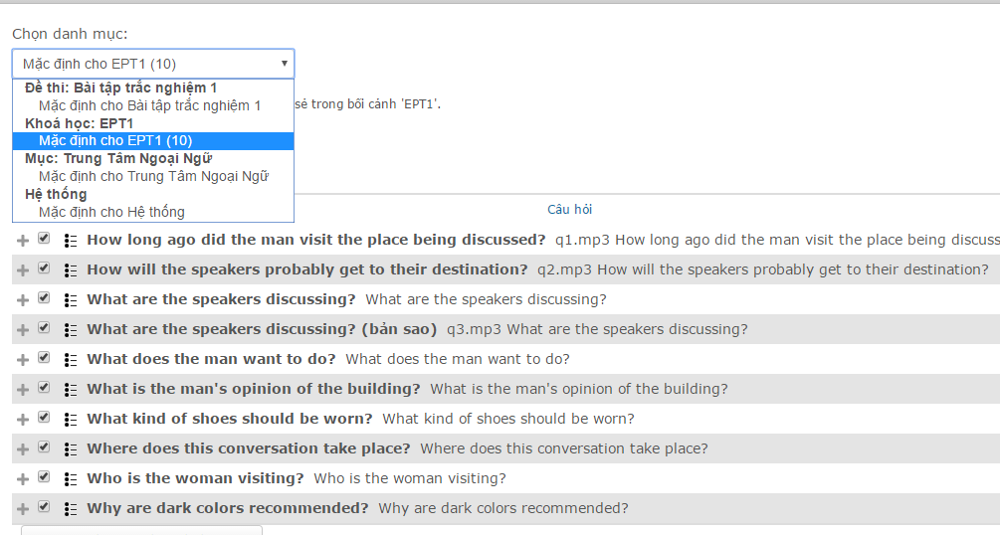 Chọn danh mục:
Mặc định cho EPT1 (10)
Đề thi: Bài tập trắc nghiệm 1
Mặc định cho Bài tập trắc nghiệm 1
sẻ trong bối cảnh 'EPT1'.
Khoá học: EPT1
Mặc định cho EPT1 (10)
Mục: Trung Tâm Ngoại Ngữ
Mặc định cho Trung Tâm Ngoại Ngữ
Hệ thống
Mặc định cho Hệ thống
Câu hỏi
How long ago did the man visit the place being discussed? q1.mp3 How long ago did the man visit the place being discuss
How will the speakers probably get to their destination? q2.mp3 How will the speakers probably get to their destination?
What are the speakers discussing? What are the speakers discussing?
What are the speakers discussing? (bản sao) q3.mp3 What are the speakers discussing?
What does the man want to do? What does the man want to do?
What is the man's opinion of the building? What is the man's opinion of the building?
What kind of shoes should be worn? What kind of shoes should be worn?
Where does this conversation take place? Where does this conversation take place?
Who is the woman visiting? Who is the woman visiting?
Why are dark colors recommended? Why are dark colors recommended?